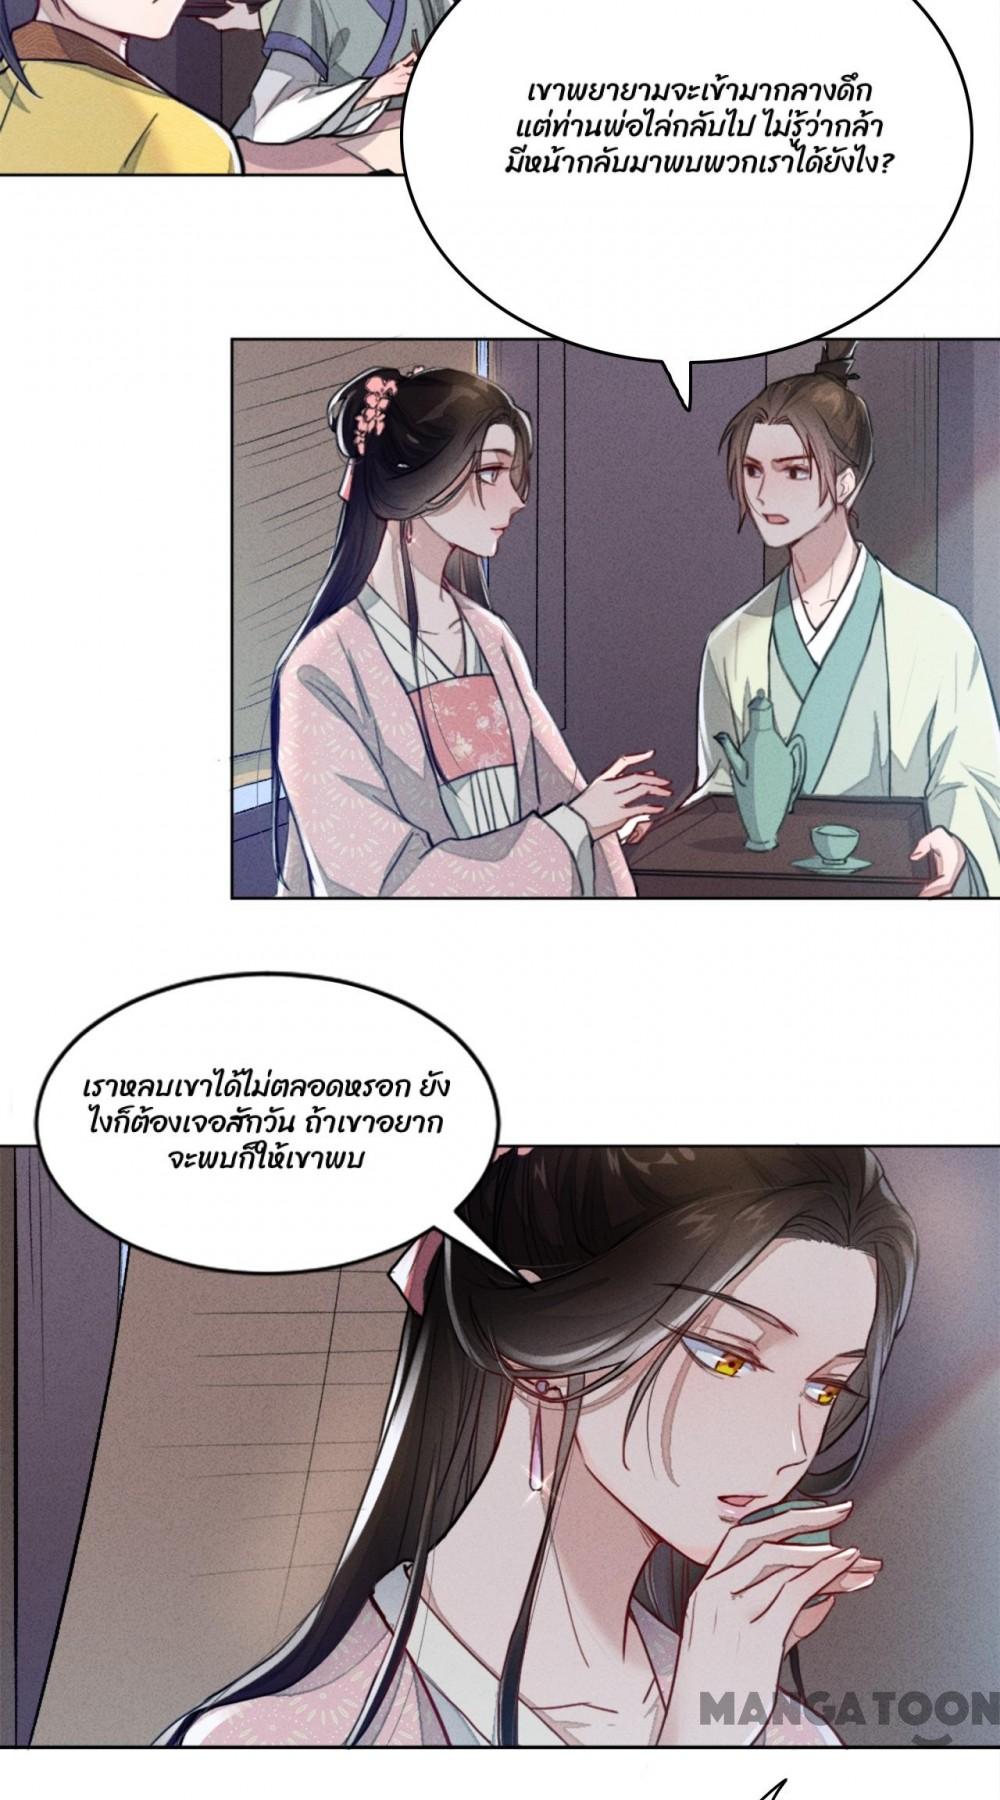 เขาพยายามจะเข้ามากลางดึก
แต่ท่านพ่อไล่กลับไป ไม่รู้ว่ากล้า
มีหน้ากลับมาพบพวกเราได้ยังไง?
เราหลบเขาได้ไม่ตลอดหรอก ยัง
ไงก็ต้องเจอสักวัน ถ้าเขาอยาก
จะพบก็ให้เขาพบ
MANGATOON